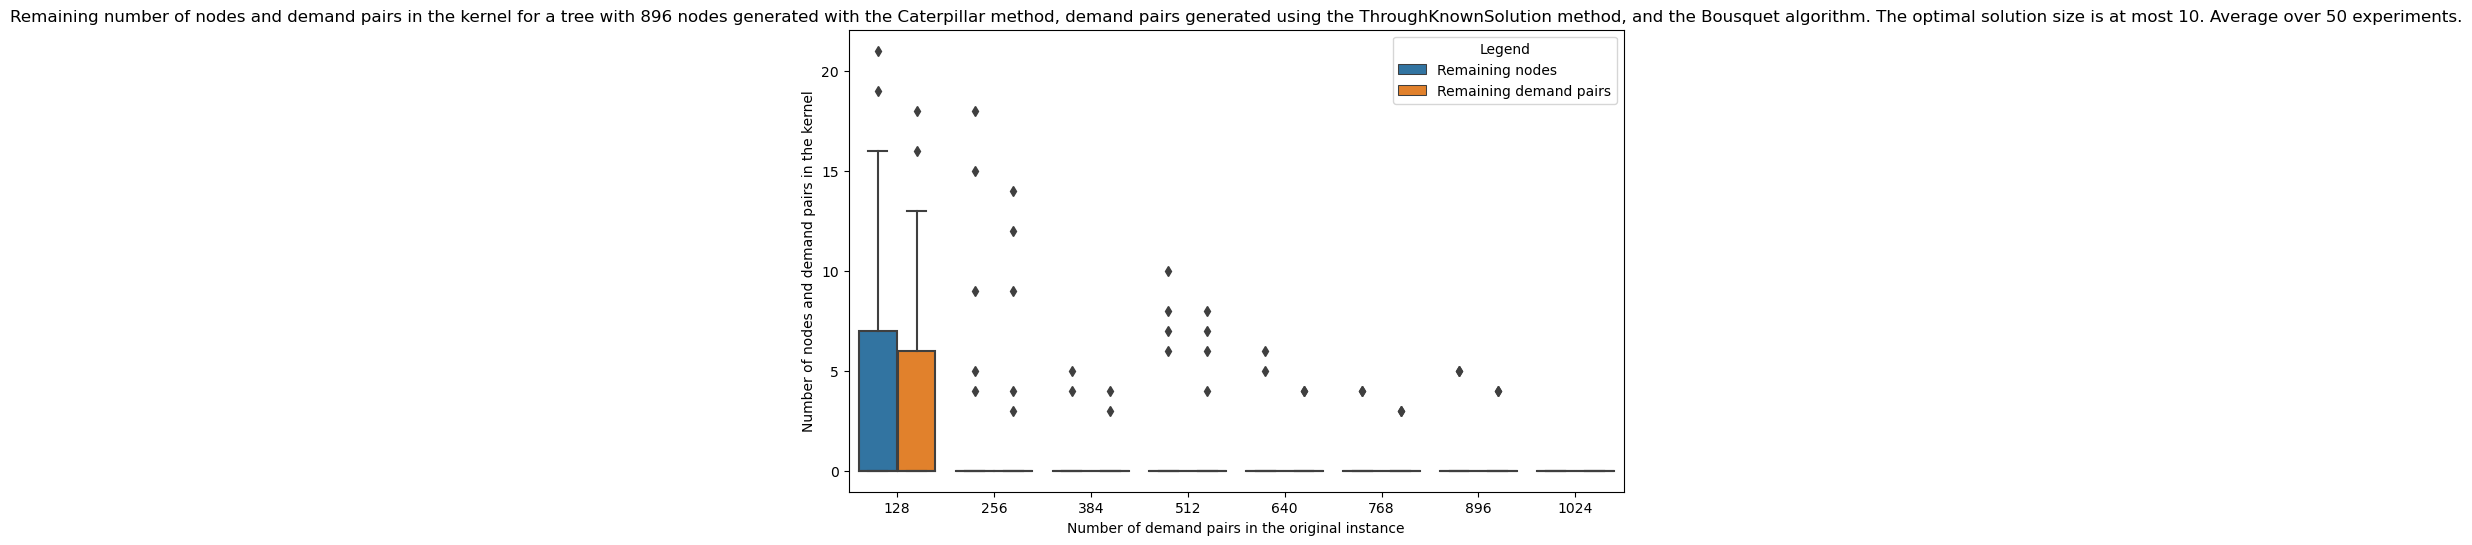 Remaining number of nodes and demand pairs in the kernel for a tree with 896 nodes generated with the Caterpillar method, demand pairs generated using the ThroughKnownSolution method, and the Bousquet algorithm. The optimal solution size is at most 10. Average over 50 experiments.
Legend
Remaining nodes
Remaining demand pairs
Number of nodes and demand pairs in the kernel
20
15
10
5
0
128 256 384 512 640 768 896 1024
Number of demand pairs in the original instance